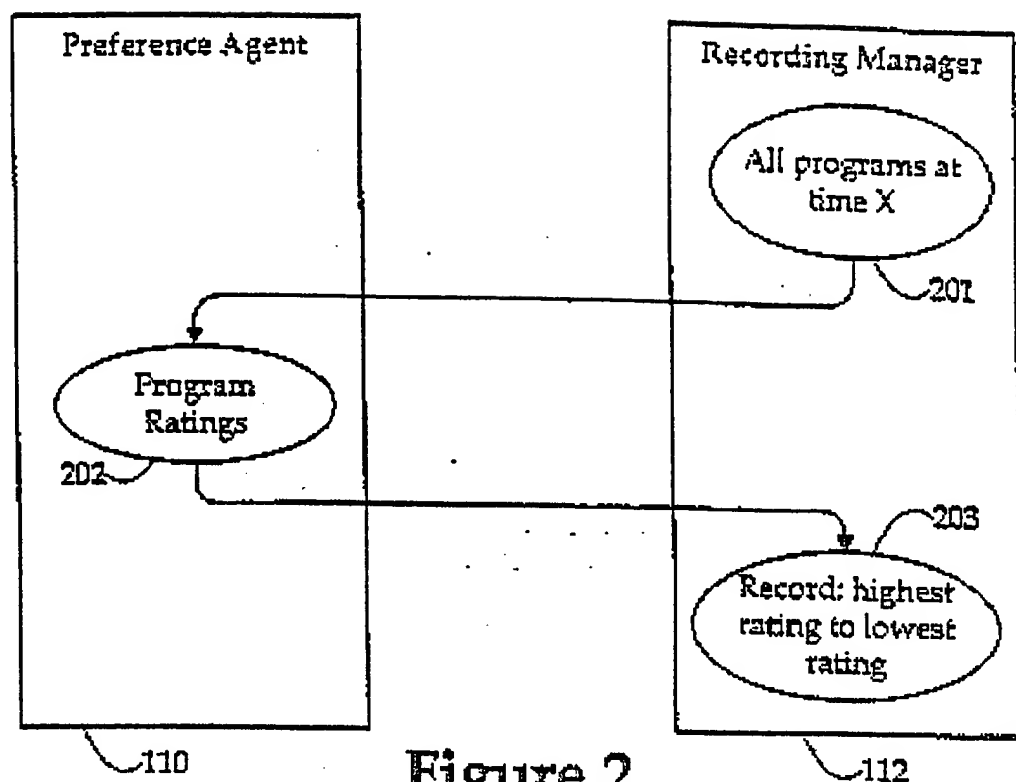 Preference Agent
Recording Manager
All programs at
time X
201
Program
Ratings
202
203
Record: highest
rating to lowest
rating
110
112
Figure 2